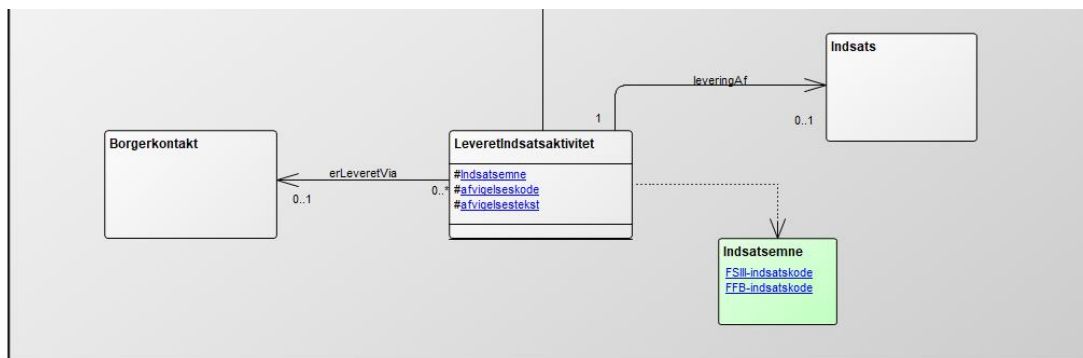 Indsats
leveringAf
1
0..1
Borgerkontakt
LeveretIndsatsaktivitet
erLeveretVia
0..1
0..*
#Indsatsemne
#afvigelseskode
#afvigelsestekst
Indsatsemne
FSIII-indsatskode
FFB-indsatskode